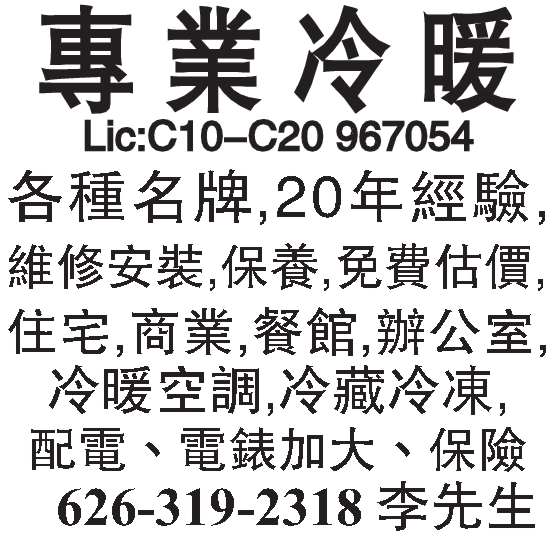 專業冷暖
Lic:C10–C20 967054
各種名牌,20年經驗,
維修安裝,保養,免費估價,
住宅,商業,餐館,辦公室,
冷暖空調,冷藏冷凍,
配電、電錶加大、保險
626-319-2318 李先生